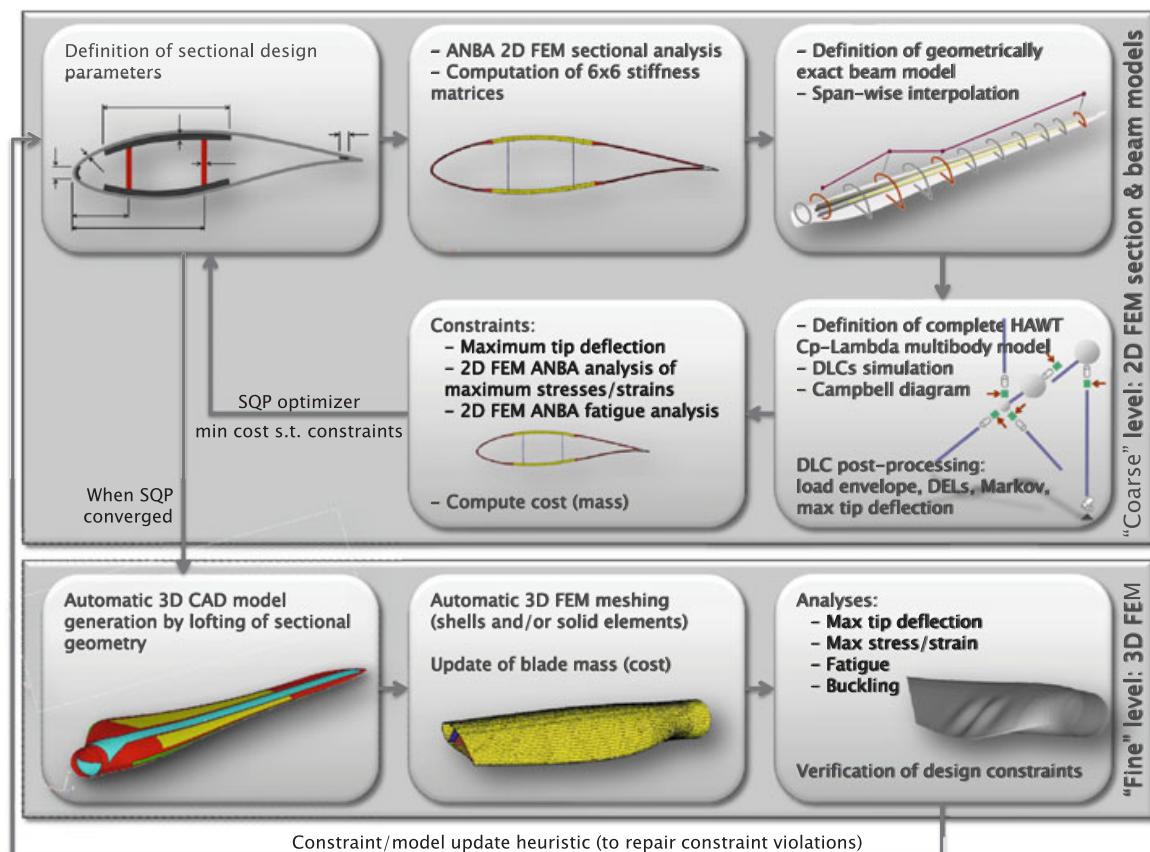 Definition of sectional design
parameters
– ANBA 2D FEM sectional analysis
– Computation of 6x6 stiffness
matrices
– Definition of geometrically
exact beam model
– Span-wise interpolation
– Definition of complete HAWT
Cp-Lambda multibody model
– DLCs simulation
– Campbell diagram
DLC post-processing:
load envelope, DELs, Markov,
max tip deflection
Constraints:
– Maximum tip deflection
– 2D FEM ANBA analysis of
maximum stresses/strains
– 2D FEM ANBA fatigue analysis
– Compute cost (mass)
SQP optimizer
min cost s.t. constraints
When SQP
converged
“Coarse” level: 2D FEM section & beam models
Automatic 3D CAD model
generation by lofting of sectional
geometry
Automatic 3D FEM meshing
(shells and/or solid elements)
Update of blade mass (cost)
Analyses:
– Max tip deflection
– Max stress/strain
– Fatigue
– Buckling
Verification of design constraints
“Fine” level: 3D FEM
Constraint/model update heuristic (to repair constraint violations)